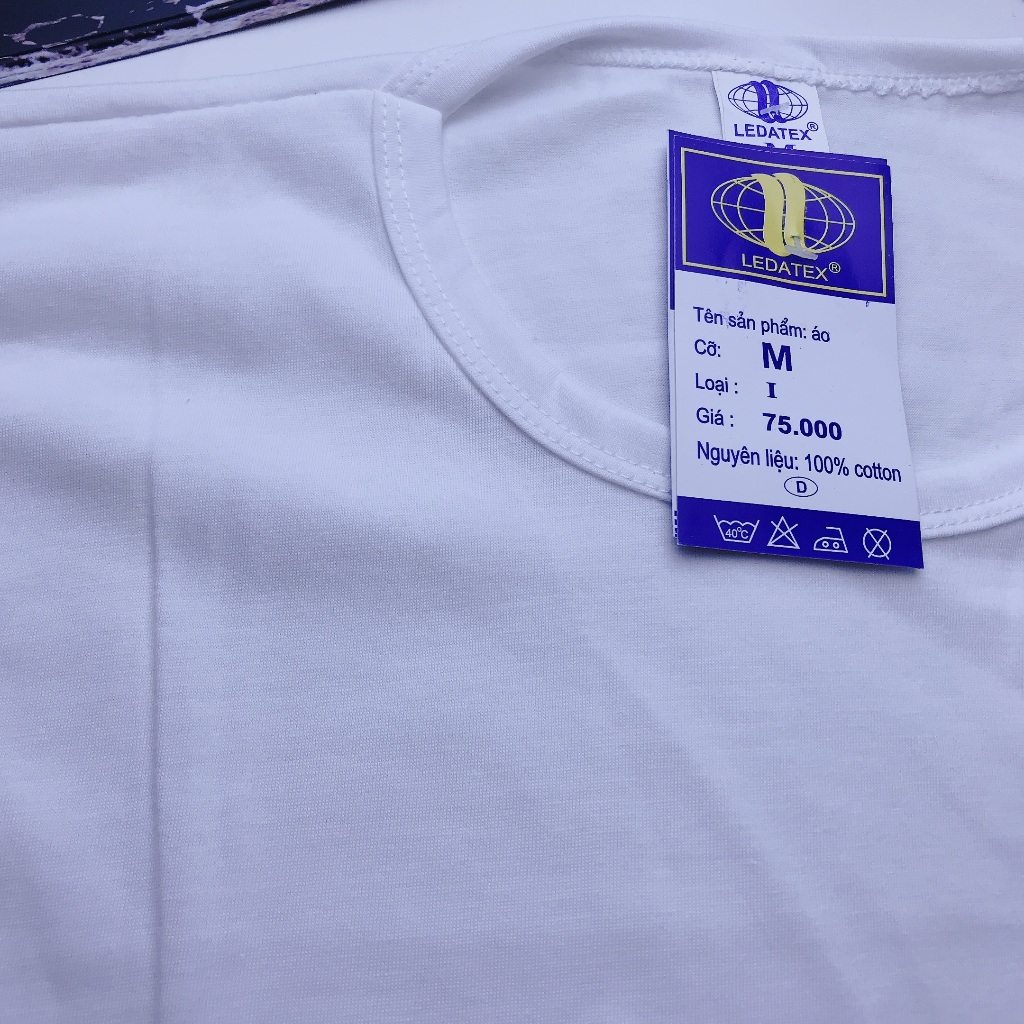 LEDATEX®
M
LEDATEX®
Tên sản phẩm: áo
Cỡ: M
Loại : I
Giá : 75.000
Nguyên liệu: 100% cotton
D
40°C